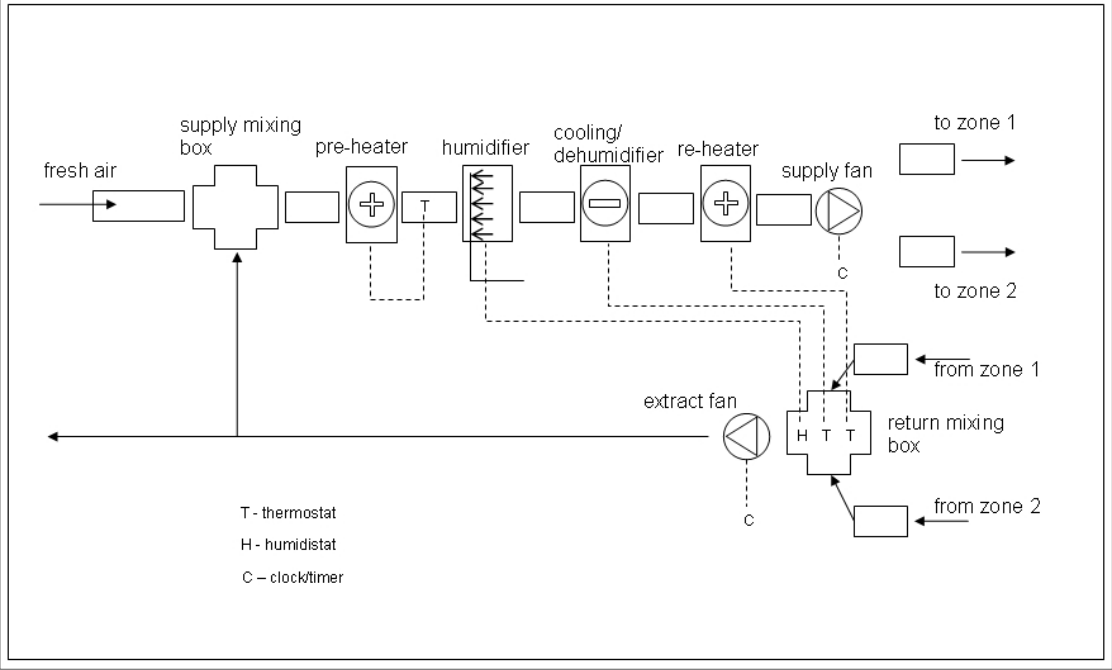 to zone 1
supply mixing
box
cooling/
dehumidifier
pre-heater
humidifier
re-heater
fresh air
supply fan
T
C
to zone 2
from zone 1
extract fan
return mixing
box
H T T
from zone 2
C
T - thermostat
H - humidistat
C – clock/timer